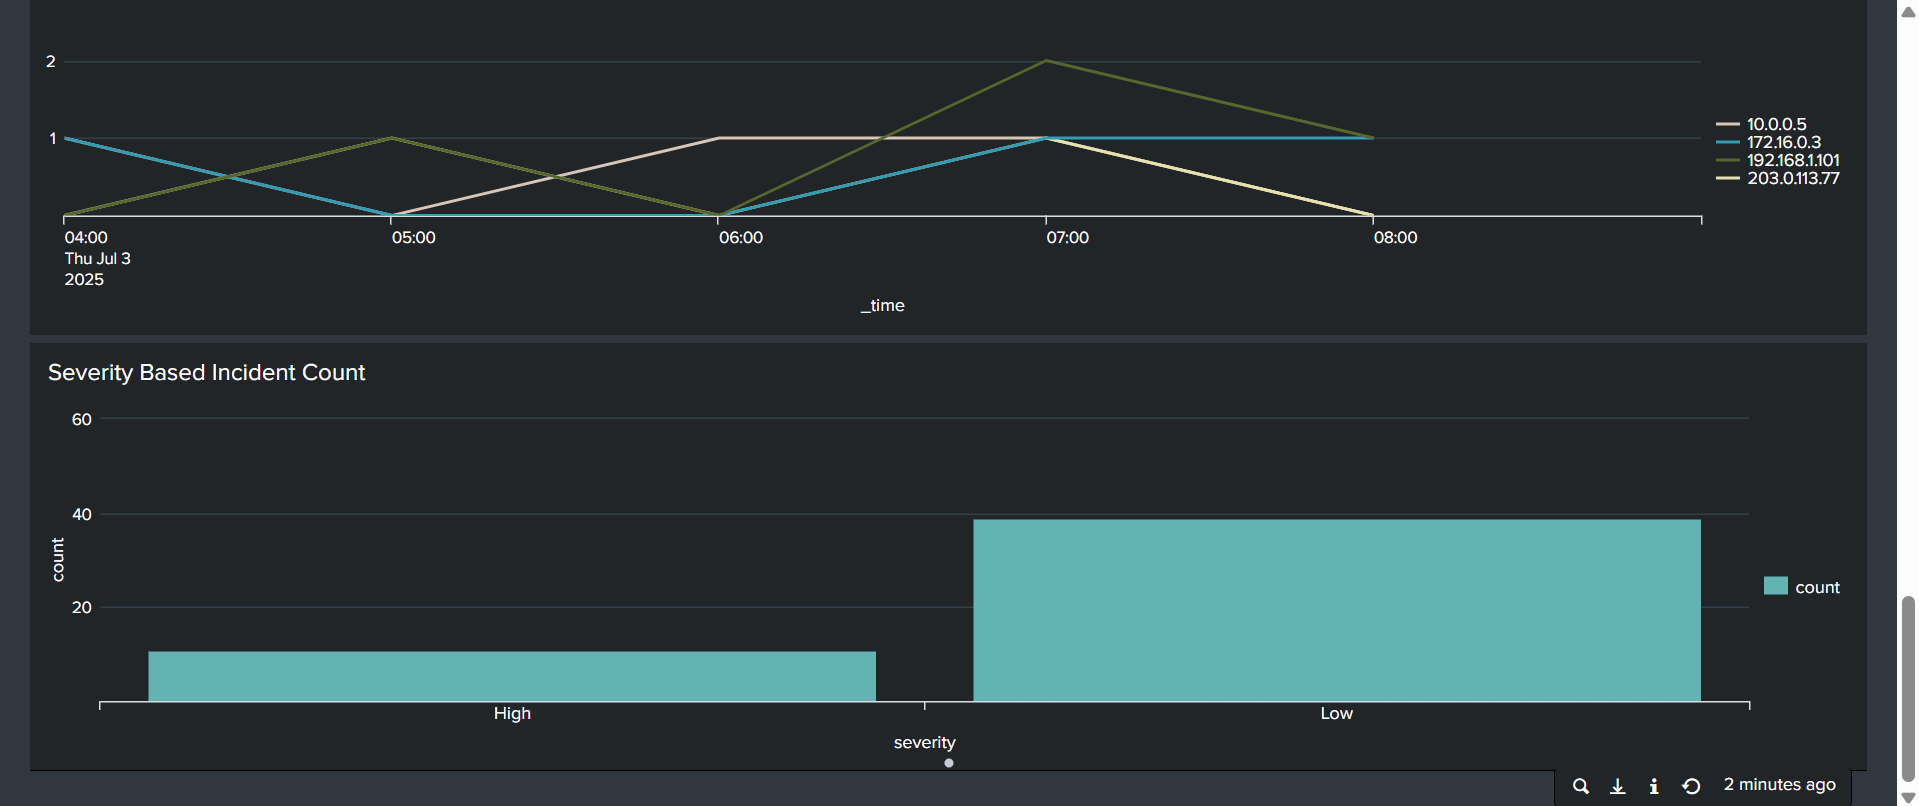 2
1
10.0.0.5
172.16.0.3
192.168.1.101
203.0.113.77
04:00 05:00 06:00 07:00 08:00
Thu Jul 3
2025
_time
Severity Based Incident Count
60
40
20
count
count
High Low
severity
2 minutes ago